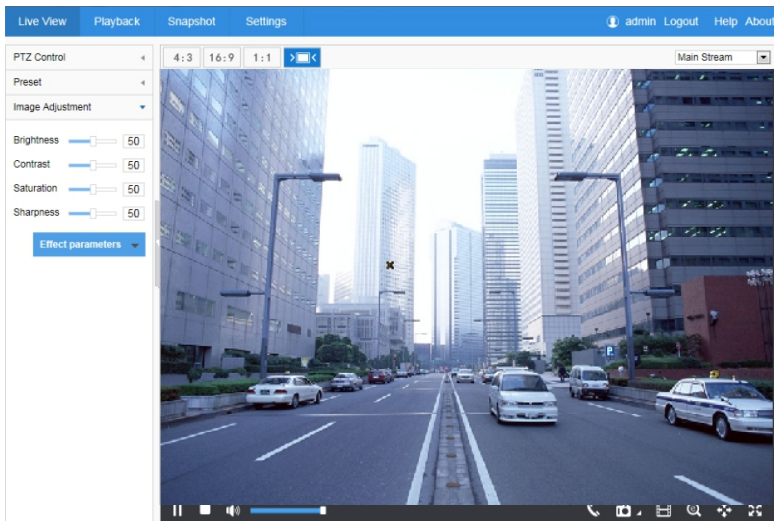 Live View Playback Snapshot Settings admin Logout Help About
PTZ Control
4:3 16:9 1:1 Main Stream
Preset
Image Adjustment
Brightness 50
Contrast 50
Saturation 50
Sharpness 50
Effect parameters
P